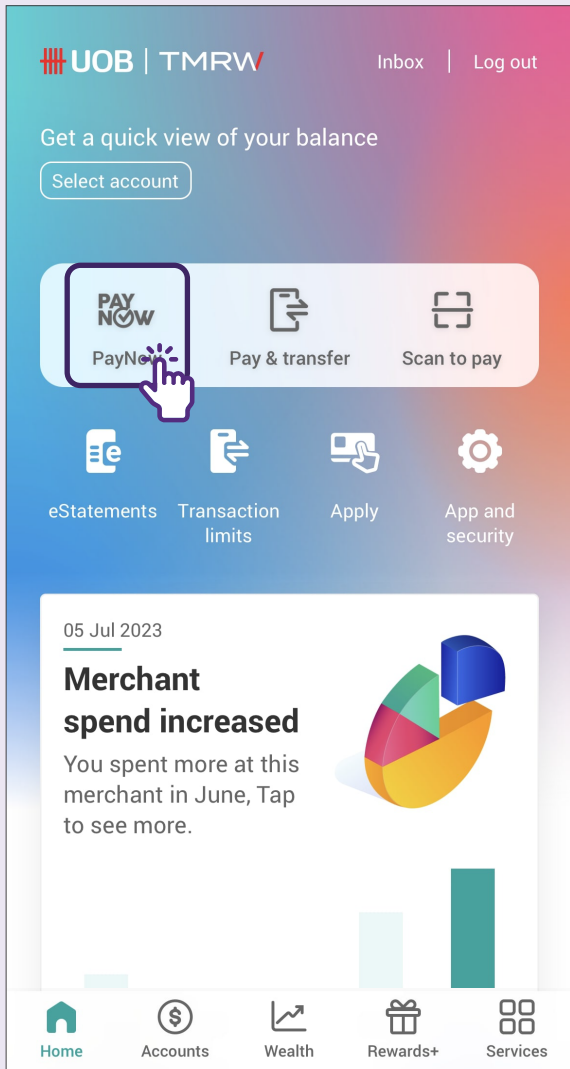 UOB | TMRW
Inbox | Log out
Get a quick view of your balance
Select account
PAY
NOW
PayNow Pay & transfer Scan to pay
e
eStatements Transaction Apply App and
limits security
05 Jul 2023
Merchant
spend increased
You spent more at this
merchant in June, Tap
to see more.
$
Home Accounts Wealth Rewards+ Services